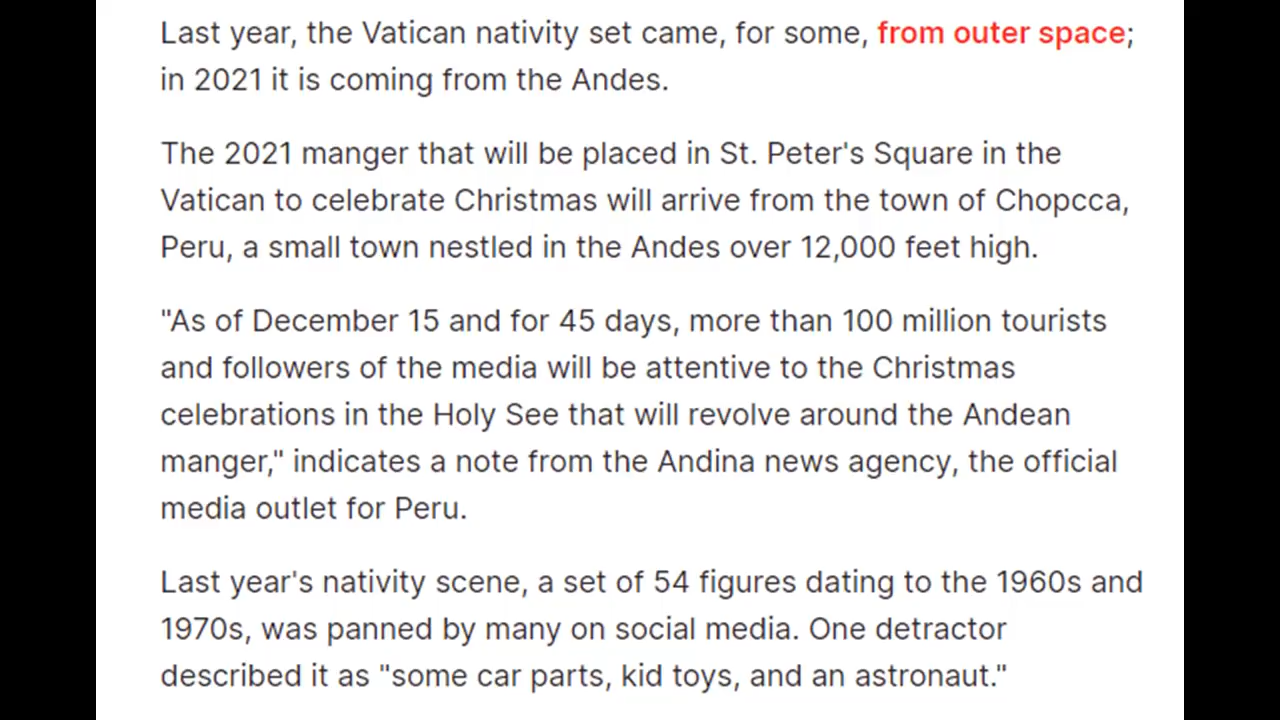 Last year, the Vatican nativity set came, for some, from outer space;
in 2021 it is coming from the Andes.
The 2021 manger that will be placed in St. Peter's Square in the
Vatican to celebrate Christmas will arrive from the town of Chopcca,
Peru, a small town nestled in the Andes over 12,000 feet high.
"As of December 15 and for 45 days, more than 100 million tourists
and followers of the media will be attentive to the Christmas
celebrations in the Holy See that will revolve around the Andean
manger," indicates a note from the Andina news agency, the official
media outlet for Peru.
Last year's nativity scene, a set of 54 figures dating to the 1960s and
1970s, was panned by many on social media. One detractor
described it as "some car parts, kid toys, and an astronaut."